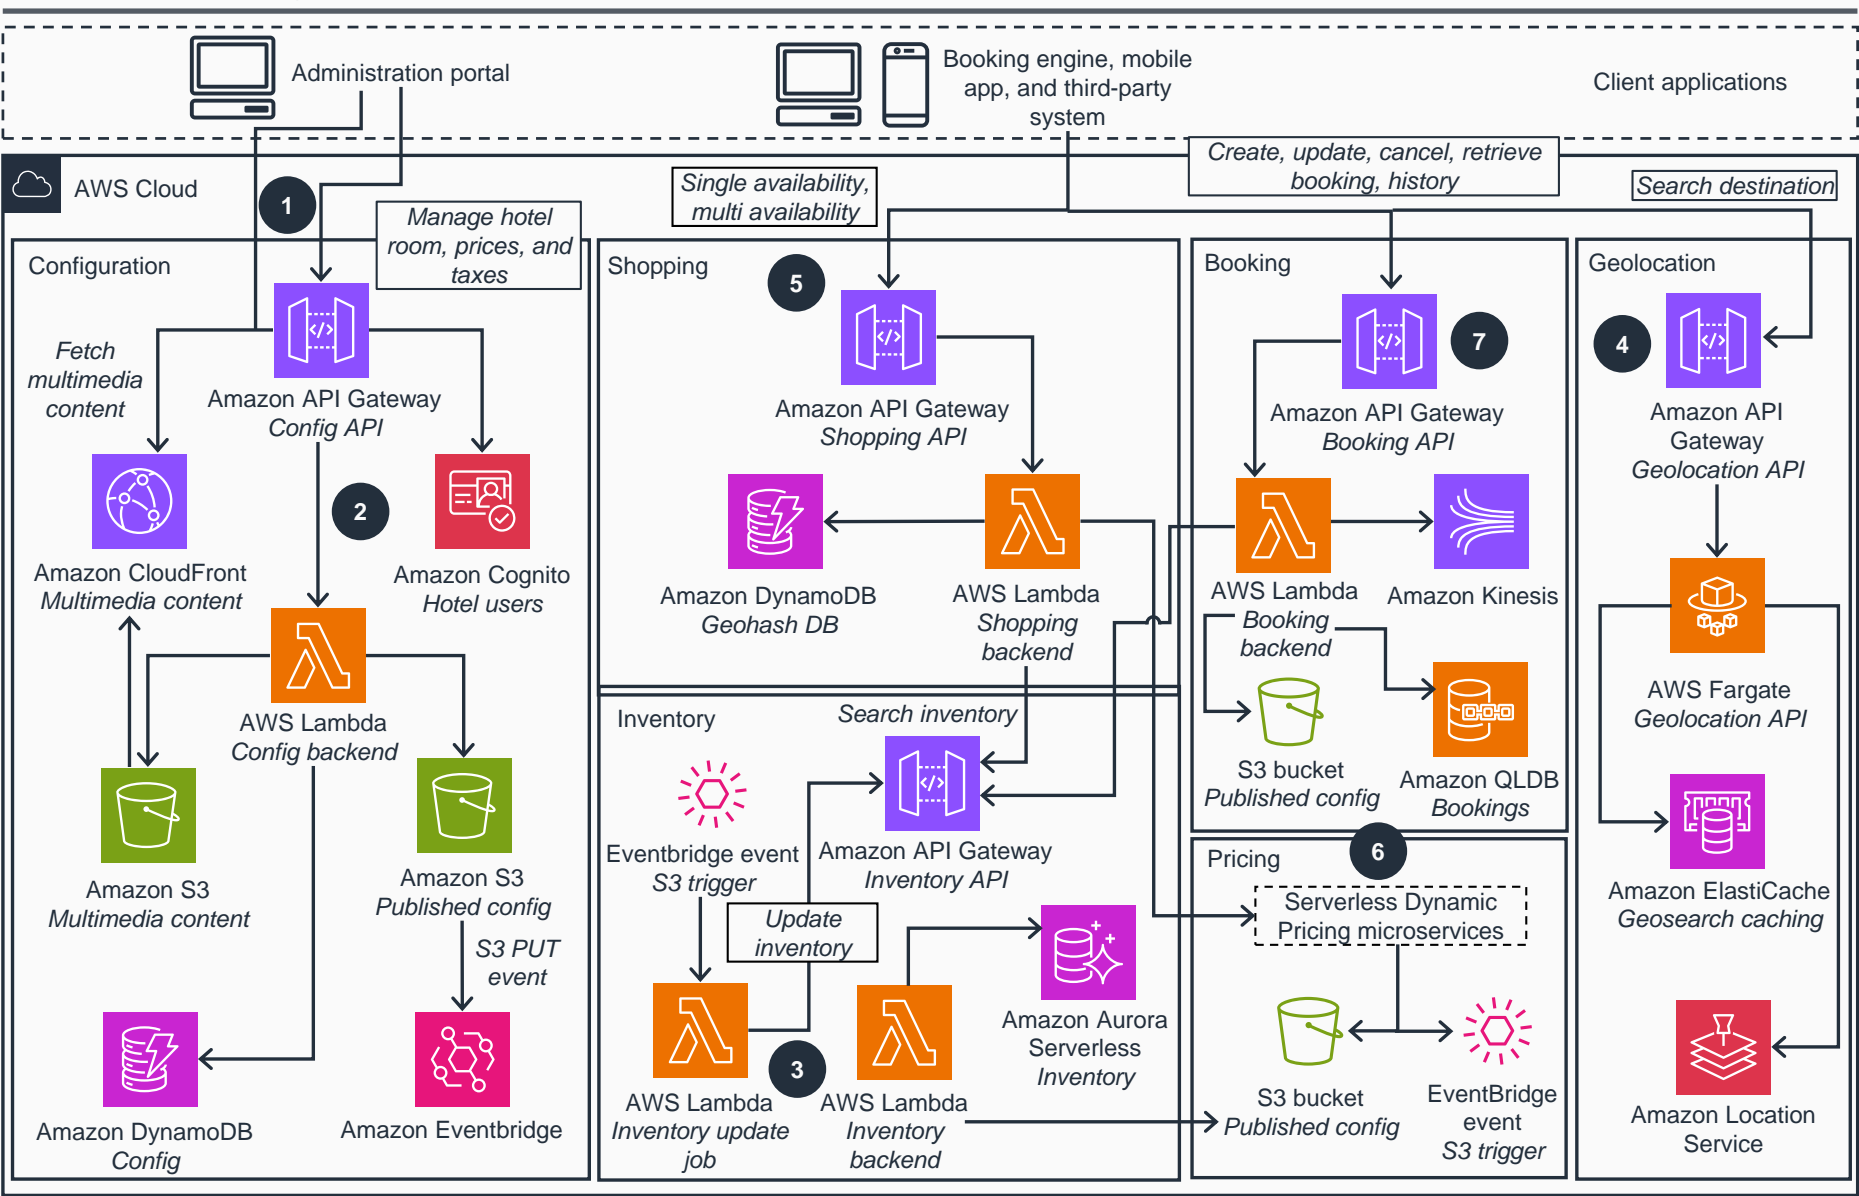 Administration portal
Booking engine, mobile
app, and third-party
system
Client applications
AWS Cloud
1
Manage hotel
room, prices, and
taxes
Single availability,
multi availability
Create, update, cancel, retrieve
booking, history
Search destination
Configuration
Fetch
multimedia
content
Amazon API Gateway
Config API
2
Amazon CloudFront
Multimedia content
Amazon Cognito
Hotel users
AWS Lambda
Config backend
Amazon S3
Multimedia content
Amazon S3
Published config
S3 PUT
event
Amazon DynamoDB
Config
Amazon Eventbridge
Shopping
5
Amazon API Gateway
Shopping API
Amazon DynamoDB
Geohash DB
AWS Lambda
Shopping
backend
Inventory
Search inventory
Eventbridge event
S3 trigger
Amazon API Gateway
Inventory API
Update
inventory
3
AWS Lambda
Inventory update
job
AWS Lambda
Inventory
backend
Amazon Aurora
Serverless
Inventory
Booking
7
Amazon API Gateway
Booking API
AWS Lambda
Booking
backend
Amazon Kinesis
S3 bucket
Published config
Amazon QLDB
Bookings
6
Pricing
Serverless Dynamic
Pricing microservices
S3 bucket
Published config
EventBridge
event
S3 trigger
Geolocation
4
Amazon API
Gateway
Geolocation API
AWS Fargate
Geolocation API
Amazon ElastiCache
Geosearch caching
Amazon Location
Service